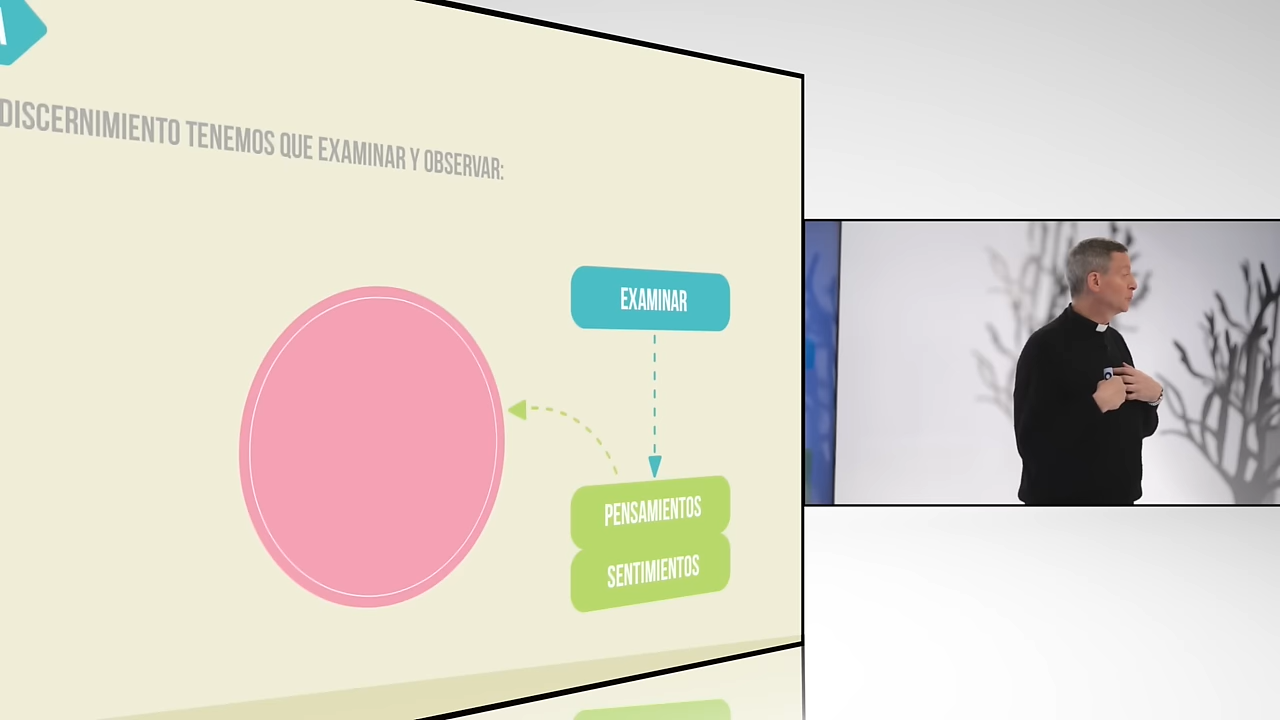 DISCERNIMIENTO TENEMOS QUE EXAMINAR Y OBSERVAR:
EXAMINAR
PENSAMIENTOS
SENTIMIENTOS